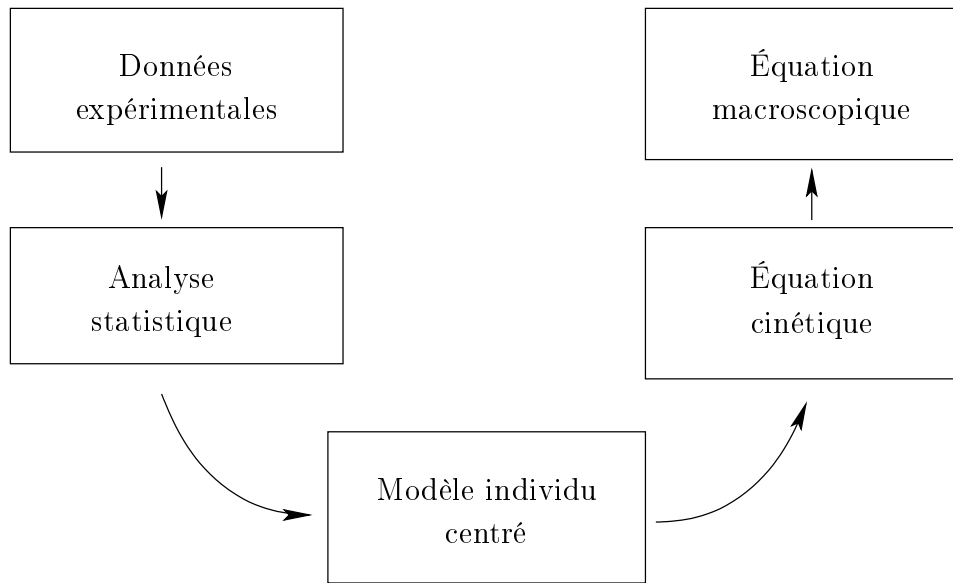 Données
expérimentales
Analyse
statistique
Modèle individu
centré
Équation
cinétique
Équation
macroscopique